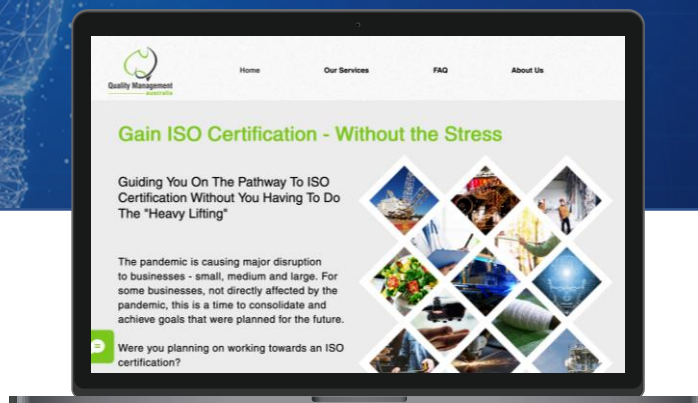 Quality Management
australia
Home
Our Services
FAQ
About Us
Gain ISO Certification - Without the Stress
Guiding You On The Pathway To ISO
Certification Without You Having To Do
The "Heavy Lifting"
The pandemic is causing major disruption
to businesses - small, medium and large. For
some businesses, not directly affected by the
pandemic, this is a time to consolidate and
achieve goals that were planned for the future.
Were you planning on working towards an ISO
certification?